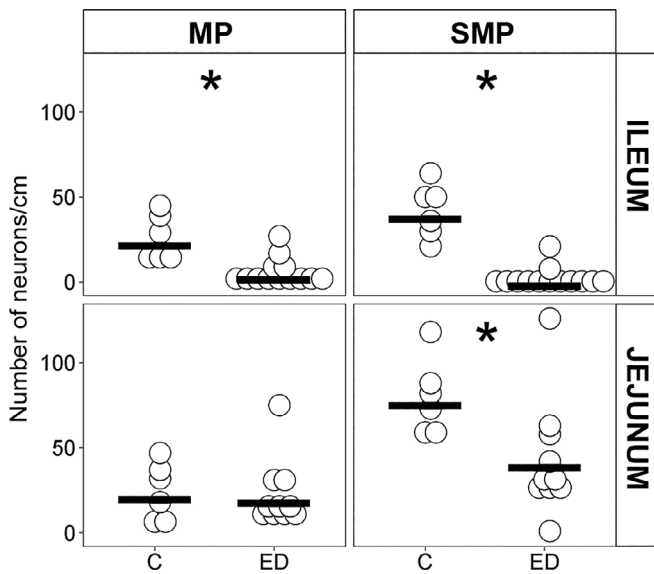 MP
SMP
Number of neurons/cm
100
50
0
*
*
ILEUM
100
50
0
*
JEJUNUM
C
ED
C
ED